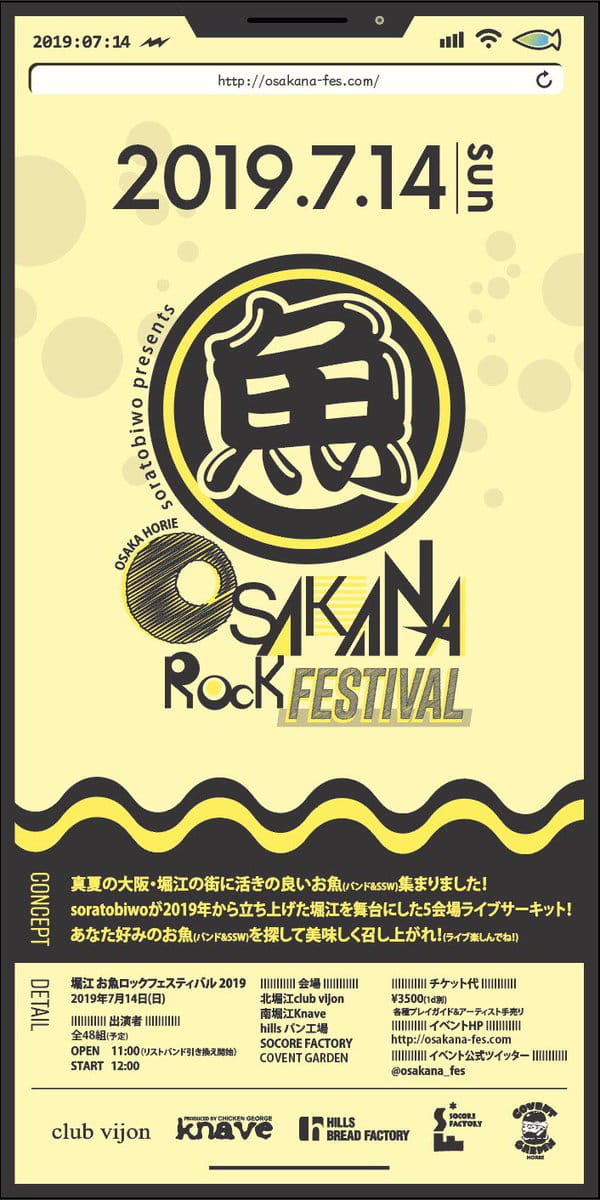 2019:07:14
http://osakana-fes.com/
2019.7.14 sun
soratobiwo presents
魚
OSAKA HORIE
OSAKANA
ROCK FESTIVAL
CONCEPT
真夏の大阪・堀江の街に活きの良いお魚(バンド&SSW)集まりました!
soratobiwoが2019年から立ち上げた堀江を舞台にした5会場ライブサーキット!
あなた好みのお魚(バンド&SSW)を探して美味しく召し上がれ!(ライブ楽しんでね!)
DETAIL
堀江 お魚ロックフェスティバル 2019
2019年7月14日(日)
出演者
全48組(予定)
OPEN 11:00(リストバンド引き換え開始)
START 12:00
会場
北堀江club vijon
南堀江Knave
hills パン工場
SOCORE FACTORY
COVENT GARDEN
チケット代
¥3500(1d別)
各種プレイガイド&アーティスト手売り
イベントHP
http://osakana-fes.com
イベント公式ツイッター
@osakana_fes
club vijon
PRODUCED BY CHICKEN GEORGE
knave
HILLS
BREAD FACTORY
SOCORE
FACTORY
COVENT
GARDEN
HORIE